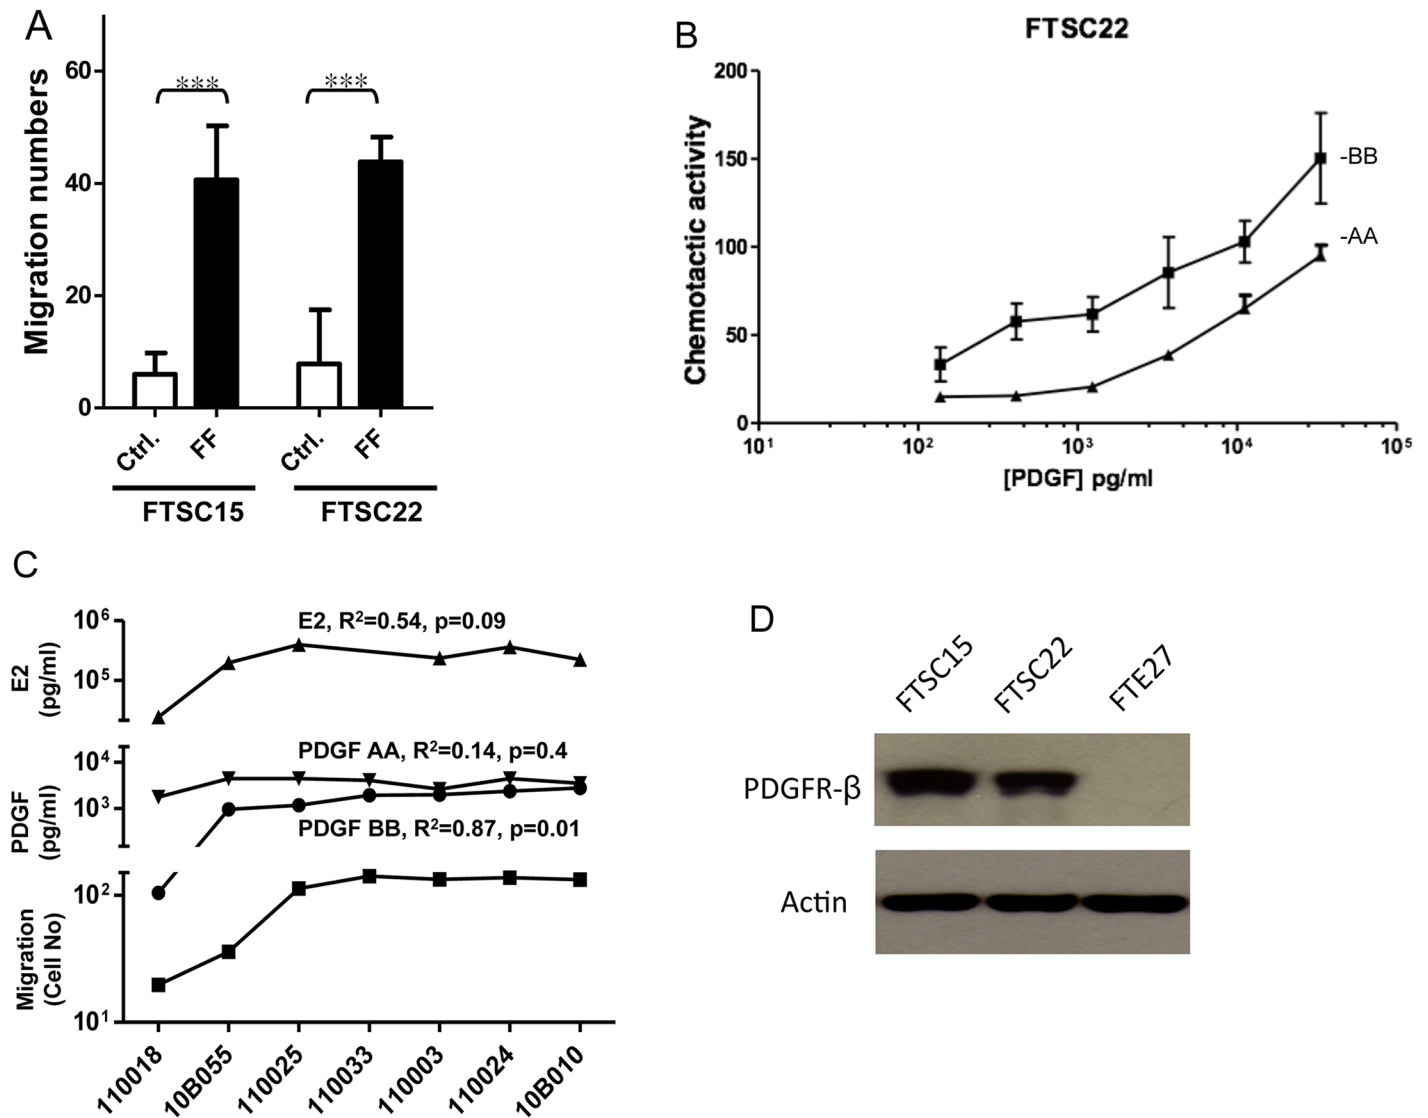 A
Migration numbers
60
40
20
0
***
***
Ctrl.
FF
Ctrl.
FF
FTSC15
FTSC22
B
FTSC22
Chemotactic activity
200
150
100
50
0
-BB
-AA
10¹
10²
10³
10⁴
10⁵
[PDGF] pg/ml
C
E2
(pg/ml)
10⁶
10⁵
E2, R²=0.54, p=0.09
PDGF
(pg/ml)
10⁴
10³
PDGF AA, R²=0.14, p=0.4
PDGF BB, R²=0.87, p=0.01
Migration
(Cell No)
10²
10¹
110018
10B055
110025
110033
110003
110024
10B010
D
FTSC15
FTSC22
FTE27
PDGFR-β
Actin